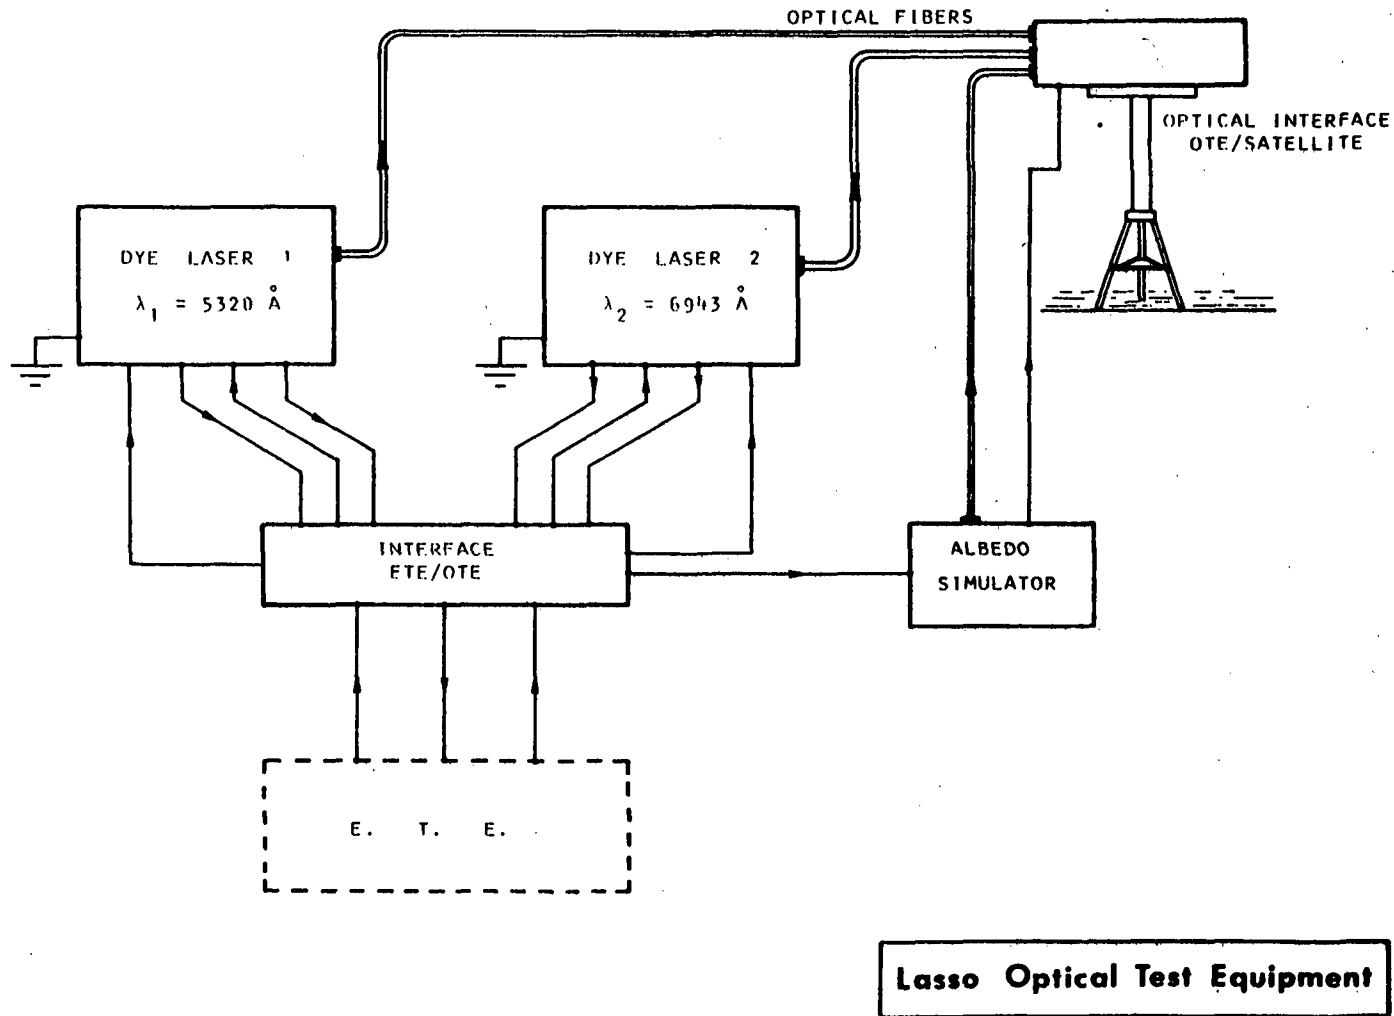 OPTICAL FIBERS
OPTICAL INTERFACE
OTE/SATELLITE
DYE LASER 1
λ₁ = 5320 Å
DYE LASER 2
λ₂ = 6943 Å
INTERFACE
ETE/OTE
ALBEDO
SIMULATOR
E. T. E.
Lasso Optical Test Equipment